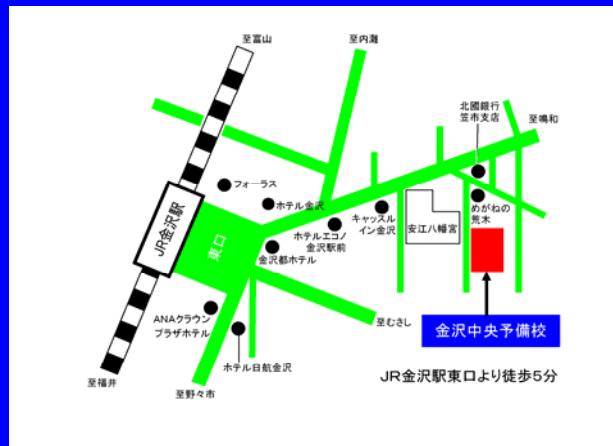 至富山
至内灘
北國銀行
笠市支店
至鳴和
フォーラス
ホテル金沢
キャッスル
イン金沢
めがねの
荒木
安江八幡宮
JR金沢駅
東口
ホテルエコノ
金沢駅前
金沢都ホテル
ANAクラウン
プラザホテル
至むさし
金沢中央予備校
ホテル日航金沢
JR金沢駅東口より徒歩5分
至福井
至野々市